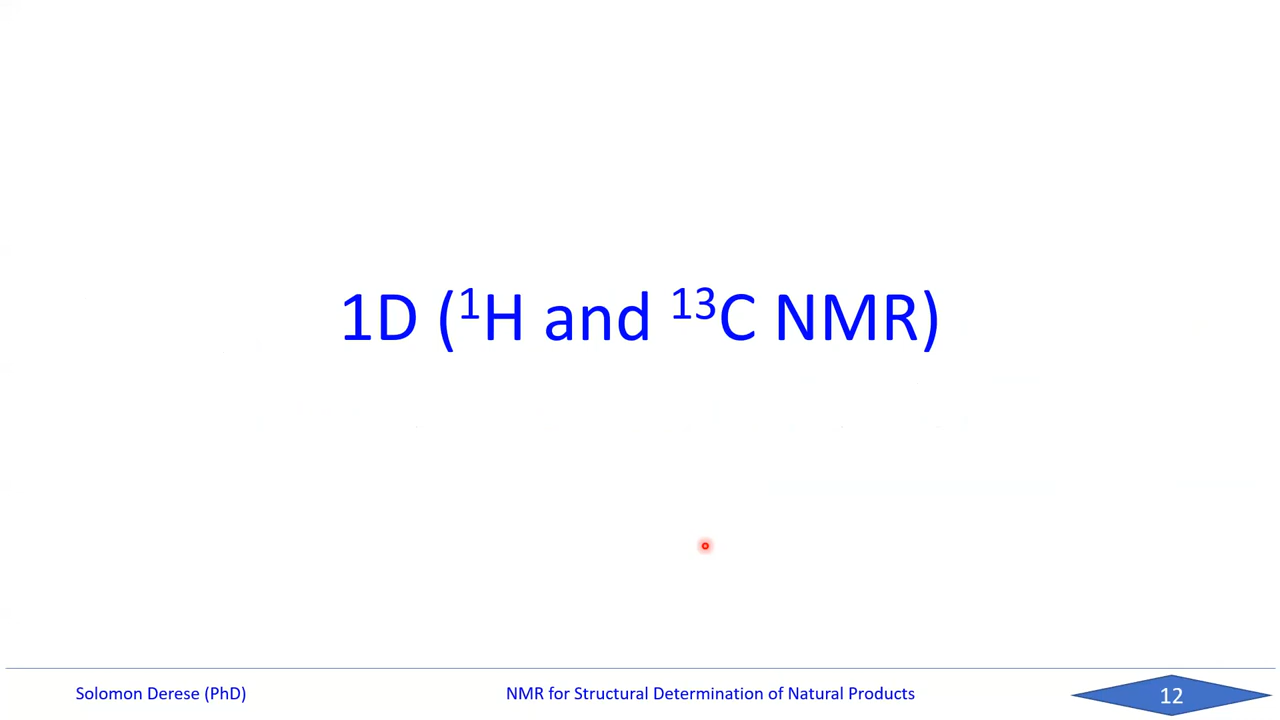 1D (¹H and ¹³C NMR)
Solomon Derese (PhD)
NMR for Structural Determination of Natural Products
12